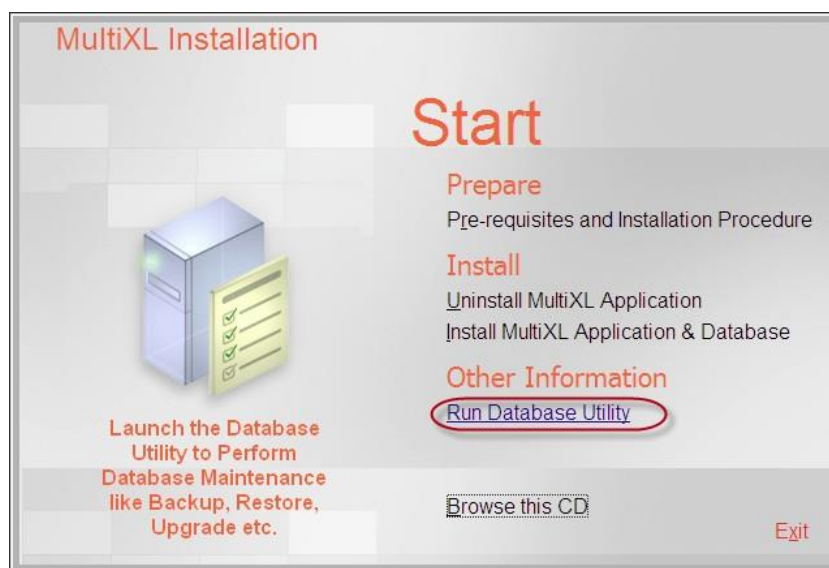 MultiXL Installation
Start
Prepare
Pre-requisites and Installation Procedure
Install
Uninstall MultiXL Application
Install MultiXL Application & Database
Other Information
Run Database Utility
Launch the Database
Utility to Perform
Database Maintenance
like Backup, Restore,
Upgrade etc.
Browse this CD
Exit